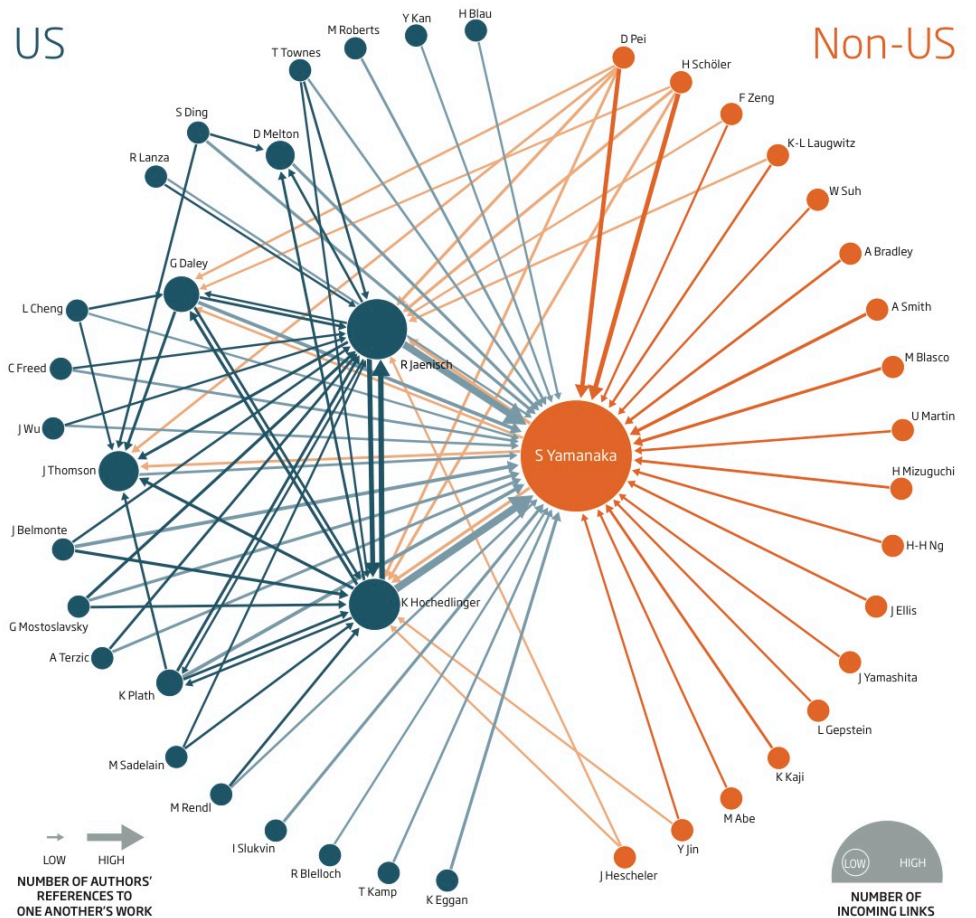 US
Non-US
H Blau
Y Kan
M Roberts
T Townes
D Pei
H Schöler
F Zeng
S Ding
D Melton
K-L Laugwitz
R Lanza
W Suh
A Bradley
G Daley
L Cheng
A Smith
R Jaenisch
M Blasco
C Freed
J Wu
U Martin
S Yamanaka
J Thomson
H Mizuguchi
J Belmonte
H-H Ng
K Hochedlinger
J Ellis
G Mostoslavsky
A Terzic
J Yamashita
K Plath
L Gepstein
M Sadelain
K Kaji
M Rendl
M Abe
I Slukvin
Y Jin
R Blelloch
J Hescheler
T Kamp
K Eggan
LOW
HIGH
NUMBER OF AUTHORS'
REFERENCES TO
ONE ANOTHER'S WORK
LOW
HIGH
NUMBER OF
INCOMING LINKS